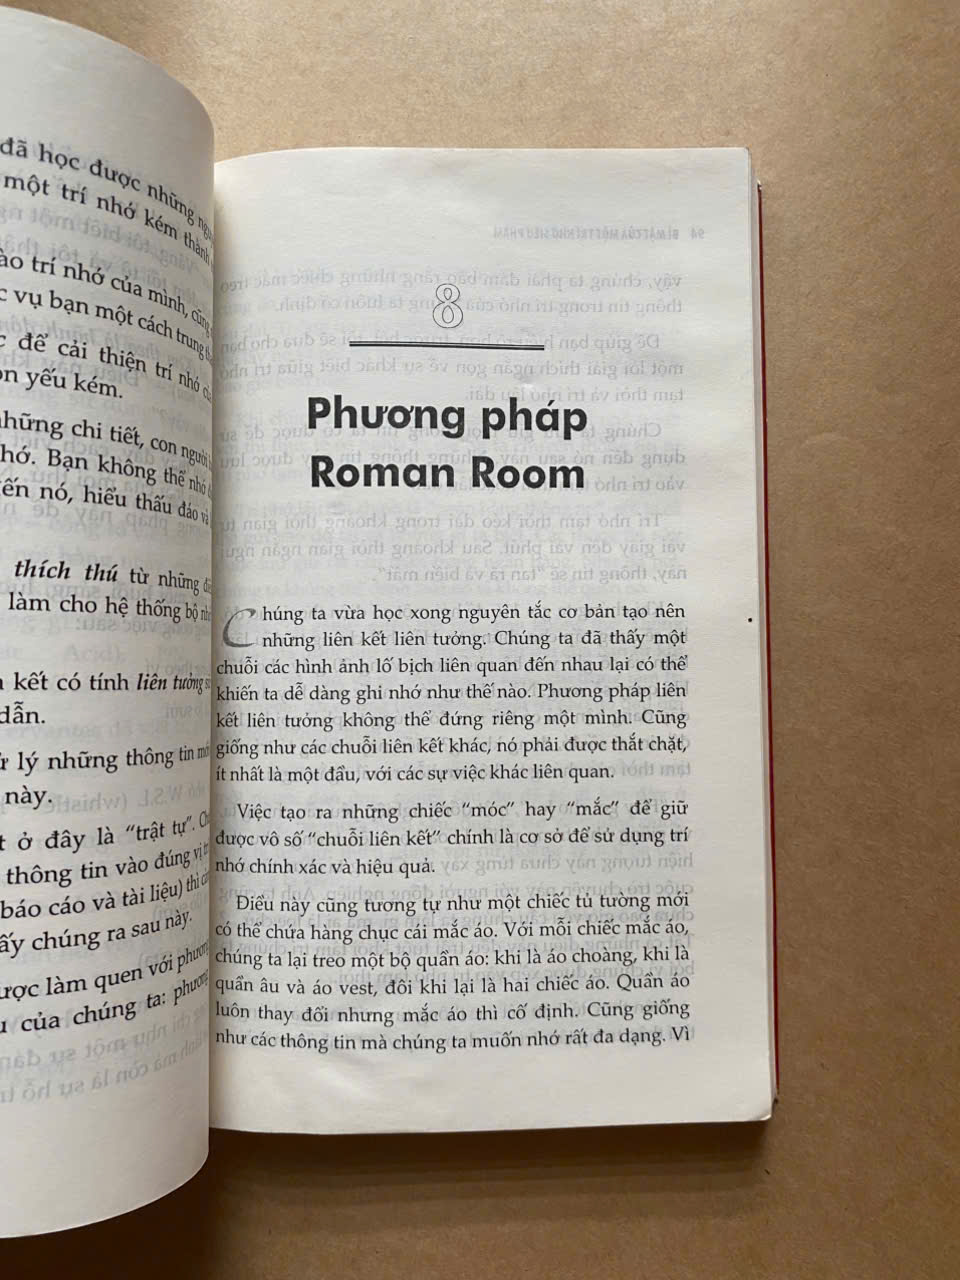 đã học được những
một trí nhớ kém thành
trí nhớ của mình, cũng
vụ bạn một cách trung
để cải thiện trí nhớ
yếu kém.
những chi tiết, con người
nhớ. Bạn không thể nhớ
đến nó, hiểu thấu đáo và
thích thú từ những
làm cho hệ thống bộ
kết có tính liên tưởng
dẫn.
lý những thông tin
này.
ở đây là “trật tự”.
thông tin vào đúng vị
báo cáo và tài liệu) thì
chúng ra sau này.
được làm quen với
của chúng ta:
8
Phương pháp
Roman Room
Chúng ta vừa học xong nguyên tắc cơ bản tạo nên
những liên kết liên tưởng. Chúng ta đã thấy một
chuỗi các hình ảnh lố bịch liên quan đến nhau lại có thể
khiến ta dễ dàng ghi nhớ như thế nào. Phương pháp liên
kết liên tưởng không thể đứng riêng một mình. Cũng
giống như các chuỗi liên kết khác, nó phải được thắt chặt,
ít nhất là một đầu, với các sự việc khác liên quan.
Việc tạo ra những chiếc “móc” hay “mắc” để giữ
được vô số “chuỗi liên kết” chính là cơ sở để sử dụng trí
nhớ chính xác và hiệu quả.
Điều này cũng tương tự như một chiếc tủ tường mới
có thể chứa hàng chục cái mắc áo. Với mỗi chiếc mắc áo,
chúng ta lại treo một bộ quần áo: khi là áo choàng, khi là
quần âu và áo vest, đôi khi lại là hai chiếc áo. Quần áo
luôn thay đổi nhưng mắc áo thì cố định. Cũng giống
như các thông tin mà chúng ta muốn nhớ rất đa dạng. Vì